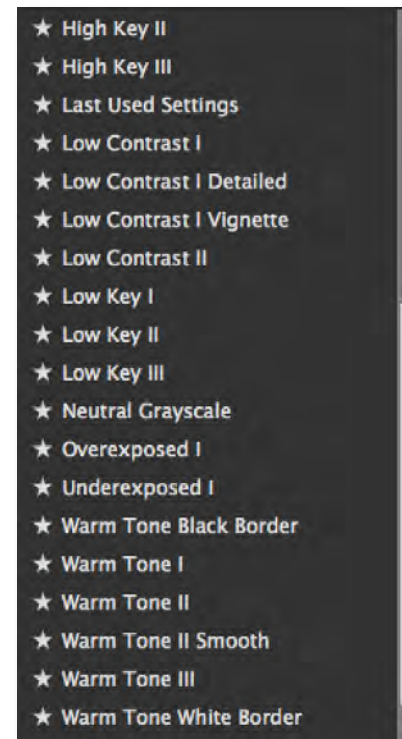 ★ High Key II
★ High Key III
★ Last Used Settings
★ Low Contrast I
★ Low Contrast I Detailed
★ Low Contrast I Vignette
★ Low Contrast II
★ Low Key I
★ Low Key II
★ Low Key III
★ Neutral Grayscale
★ Overexposed I
★ Underexposed I
★ Warm Tone Black Border
★ Warm Tone I
★ Warm Tone II
★ Warm Tone II Smooth
★ Warm Tone III
★ Warm Tone White Border